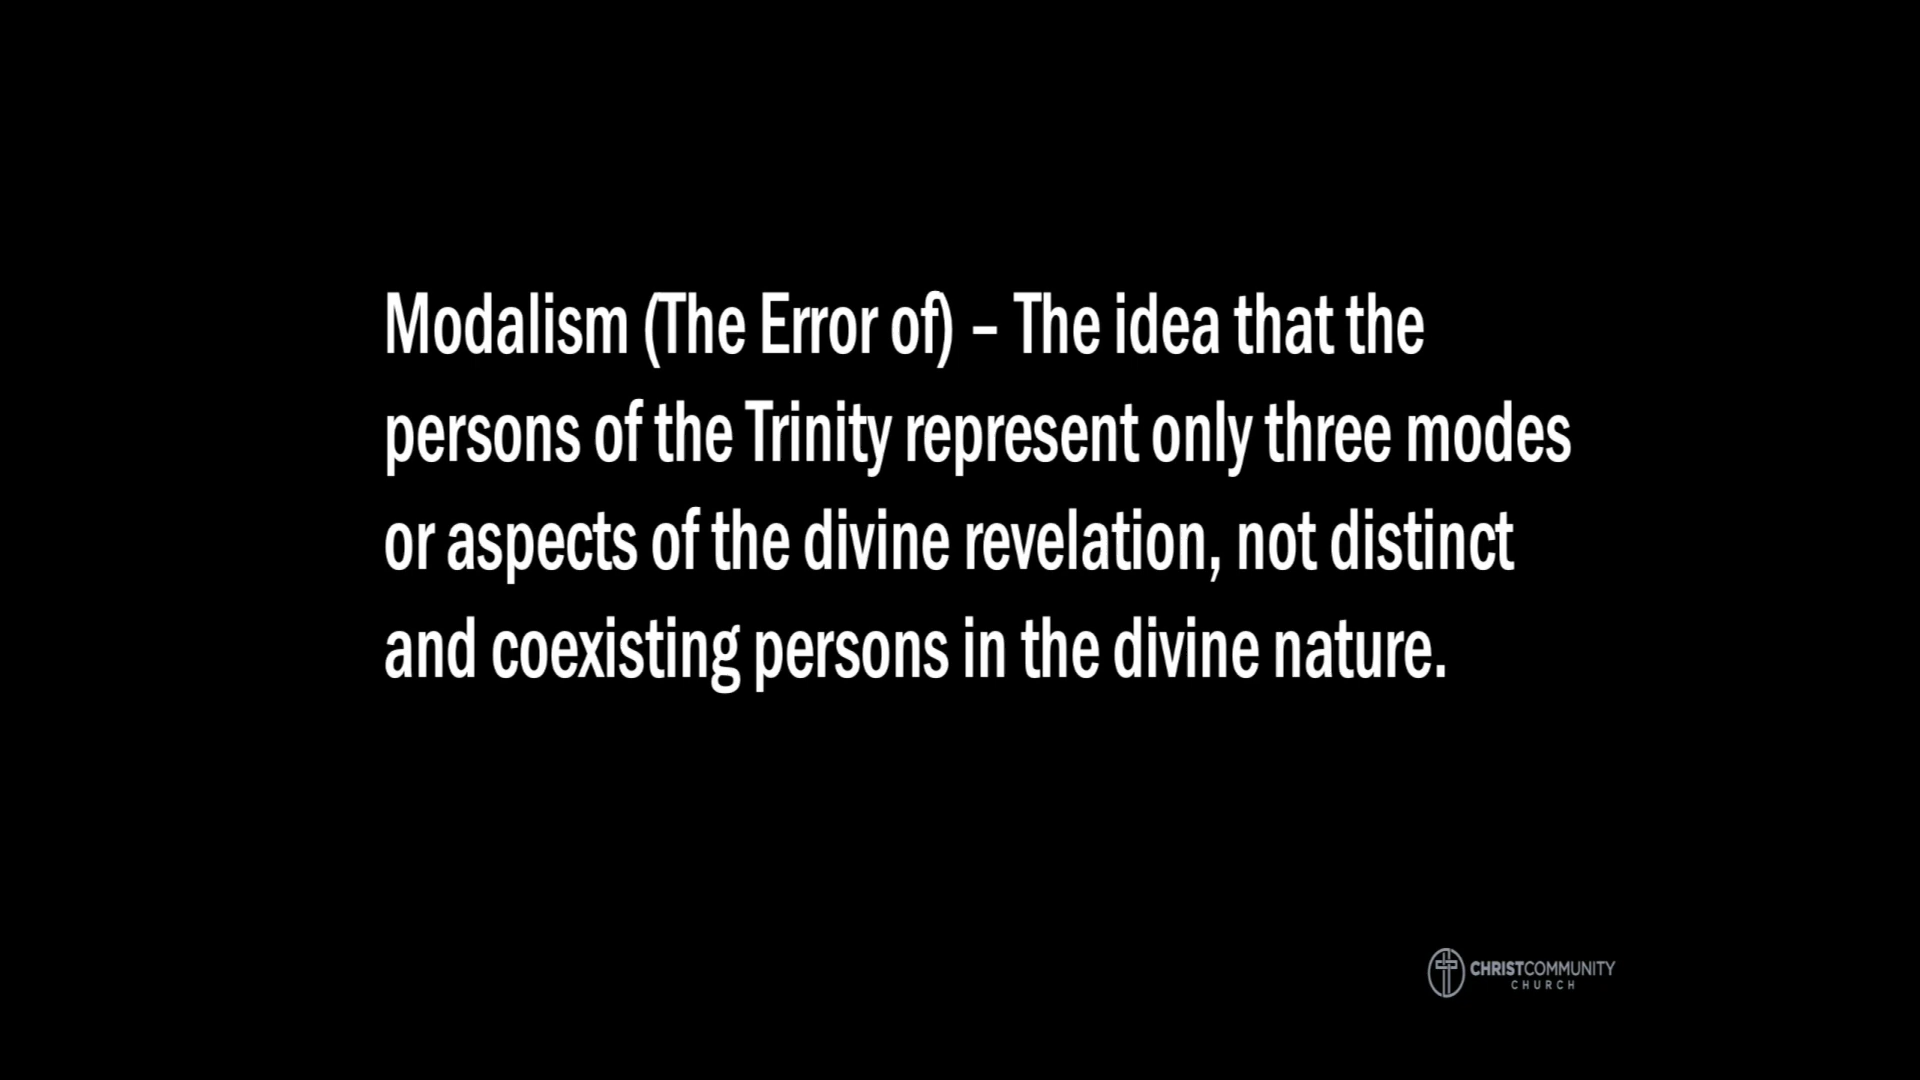 Modalism (The Error of) – The idea that the
persons of the Trinity represent only three modes
or aspects of the divine revelation, not distinct
and coexisting persons in the divine nature.
CHRISTCOMMUNITY
CHURCH